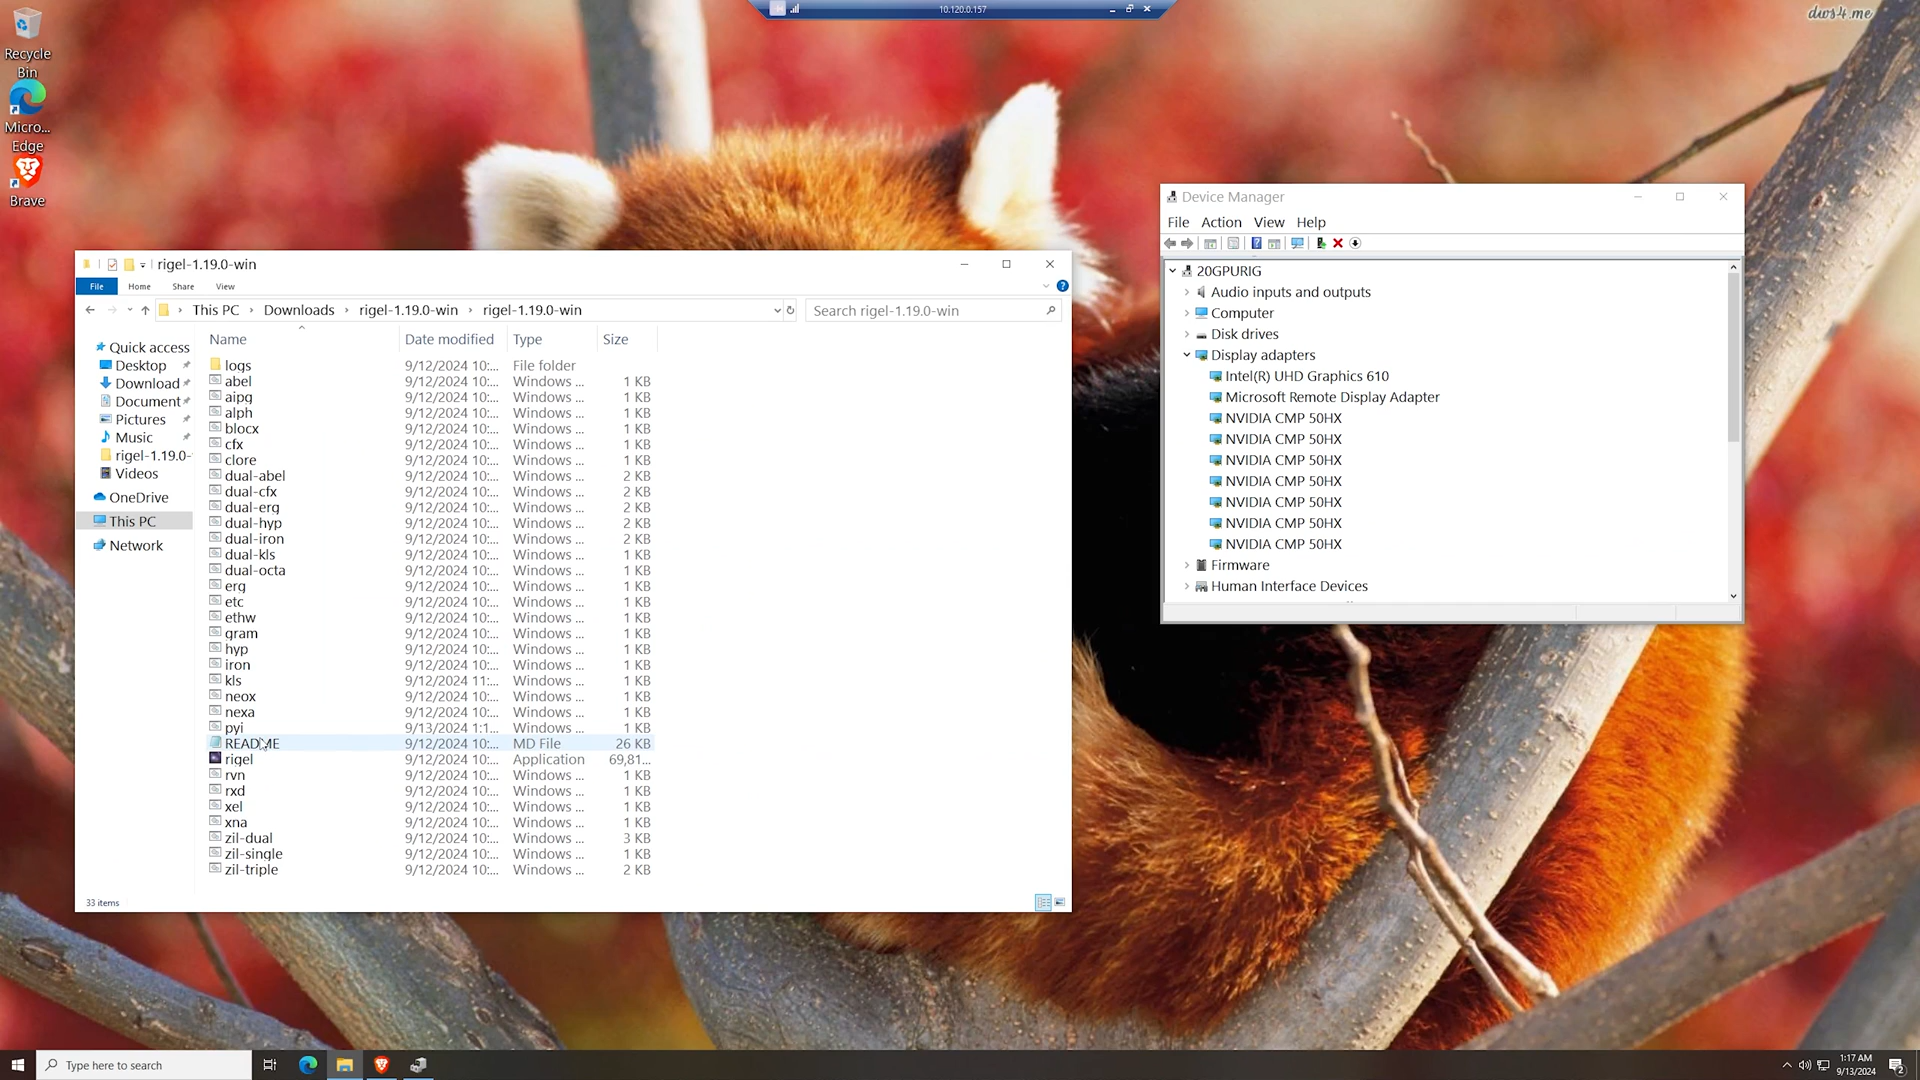 10.120.0.157
dws4.me
Recycle
Bin
Micro...
Edge
Brave
rigel-1.19.0-win
File
Home
Share
View
This PC
Downloads
rigel-1.19.0-win
rigel-1.19.0-win
Search rigel-1.19.0-win
Name
Date modified
Type
Size
Quick access
Desktop
Download
Document
Pictures
Music
rigel-1.19.0-
Videos
OneDrive
This PC
Network
logs 9/12/2024 10:... File folder
abel 9/12/2024 10:... Windows ... 1 KB
aipg 9/12/2024 10:... Windows ... 1 KB
alph 9/12/2024 10:... Windows ... 1 KB
blocx 9/12/2024 10:... Windows ... 1 KB
cfx 9/12/2024 10:... Windows ... 1 KB
clore 9/12/2024 10:... Windows ... 1 KB
dual-abel 9/12/2024 10:... Windows ... 2 KB
dual-cfx 9/12/2024 10:... Windows ... 2 KB
dual-erg 9/12/2024 10:... Windows ... 2 KB
dual-hyp 9/12/2024 10:... Windows ... 2 KB
dual-iron 9/12/2024 10:... Windows ... 2 KB
dual-kls 9/12/2024 10:... Windows ... 2 KB
dual-octa 9/12/2024 10:... Windows ... 2 KB
erg 9/12/2024 10:... Windows ... 1 KB
etc 9/12/2024 10:... Windows ... 1 KB
ethw 9/12/2024 10:... Windows ... 1 KB
gram 9/12/2024 10:... Windows ... 1 KB
hyp 9/12/2024 10:... Windows ... 1 KB
iron 9/12/2024 10:... Windows ... 1 KB
kls 9/12/2024 11:... Windows ... 1 KB
neox 9/12/2024 10:... Windows ... 1 KB
nexa 9/12/2024 10:... Windows ... 1 KB
pyi 9/13/2024 1:1... Windows ... 1 KB
README 9/12/2024 10:... MD File 26 KB
rigel 9/12/2024 10:... Application 69,81...
rvn 9/12/2024 10:... Windows ... 1 KB
rxd 9/12/2024 10:... Windows ... 1 KB
xel 9/12/2024 10:... Windows ... 1 KB
xna 9/12/2024 10:... Windows ... 1 KB
zil-dual 9/12/2024 10:... Windows ... 3 KB
zil-single 9/12/2024 10:... Windows ... 1 KB
zil-triple 9/12/2024 10:... Windows ... 2 KB
33 items
Device Manager
File Action View Help
20GPURIG
Audio inputs and outputs
Computer
Disk drives
Display adapters
Intel(R) UHD Graphics 610
Microsoft Remote Display Adapter
NVIDIA CMP 50HX
NVIDIA CMP 50HX
NVIDIA CMP 50HX
NVIDIA CMP 50HX
NVIDIA CMP 50HX
NVIDIA CMP 50HX
NVIDIA CMP 50HX
Firmware
Human Interface Devices
Type here to search
1:17 AM
9/13/2024
2